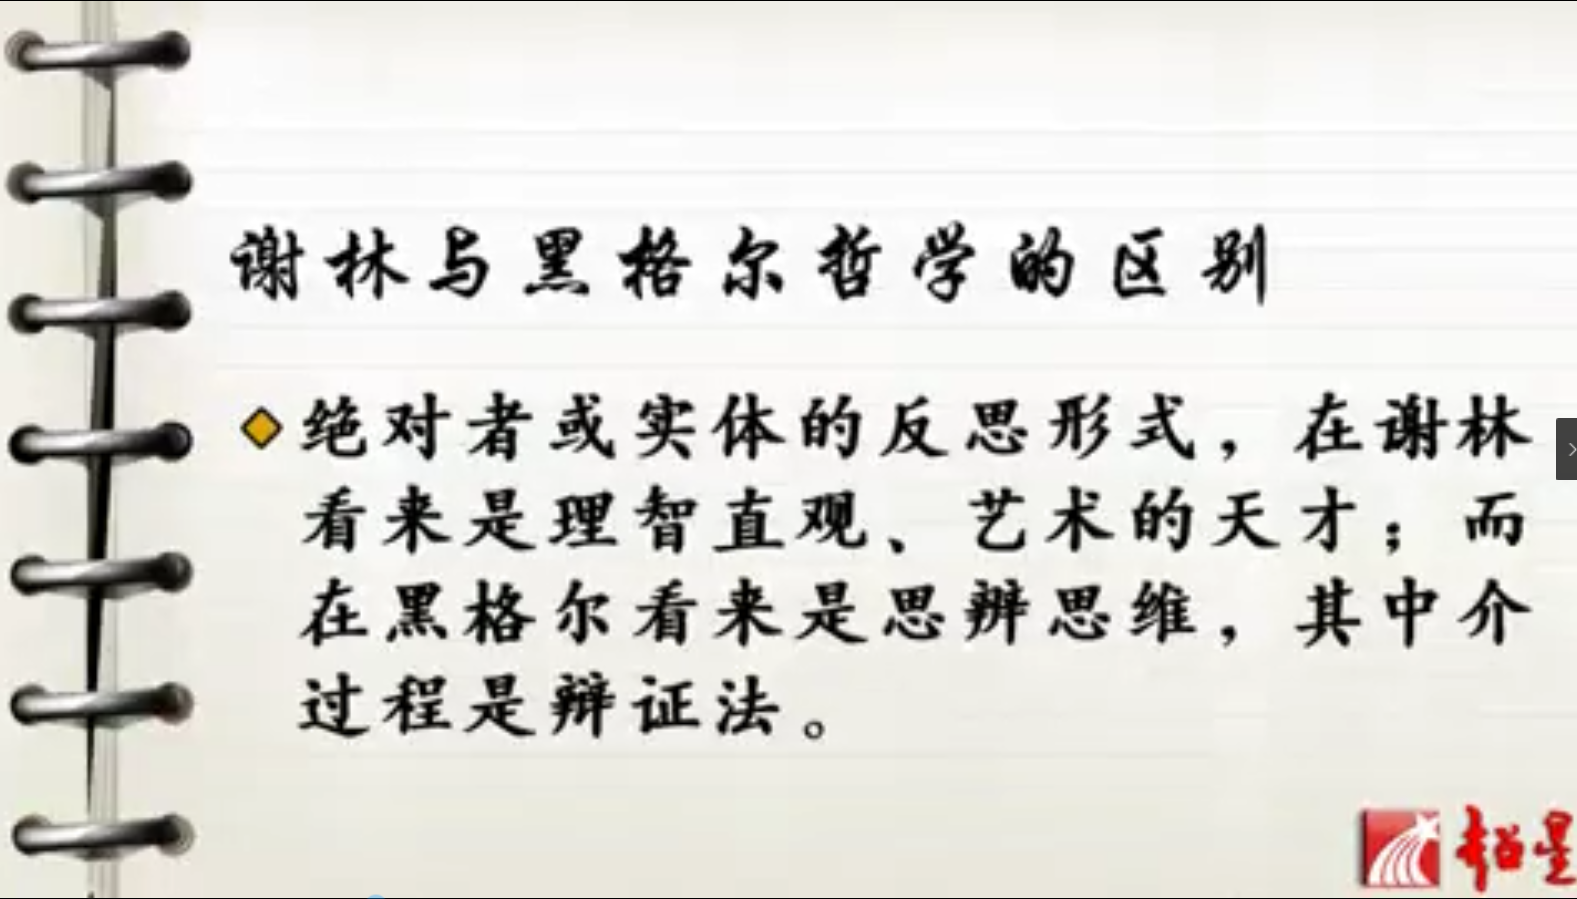 谢林与黑格尔哲学的区别
绝对者或实体的反思形式，在谢林
看来是理智直观、艺术的天才；而
在黑格尔看来是思辨思维，其中介
过程是辩证法。
超星